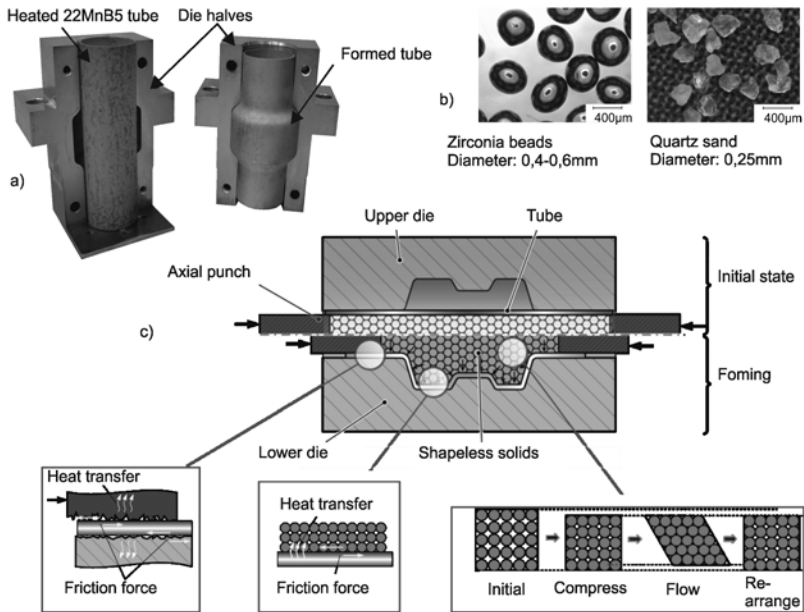 Heated 22MnB5 tube
Die halves
Formed tube
a)
b)
400µm
400µm
Zirconia beads
Diameter: 0,4-0,6mm
Quartz sand
Diameter: 0,25mm
Upper die
Tube
Axial punch
Initial state
c)
Foming
Lower die
Shapeless solids
Heat transfer
Friction force
Heat transfer
Friction force
Initial
Compress
Flow
Re-
arrange